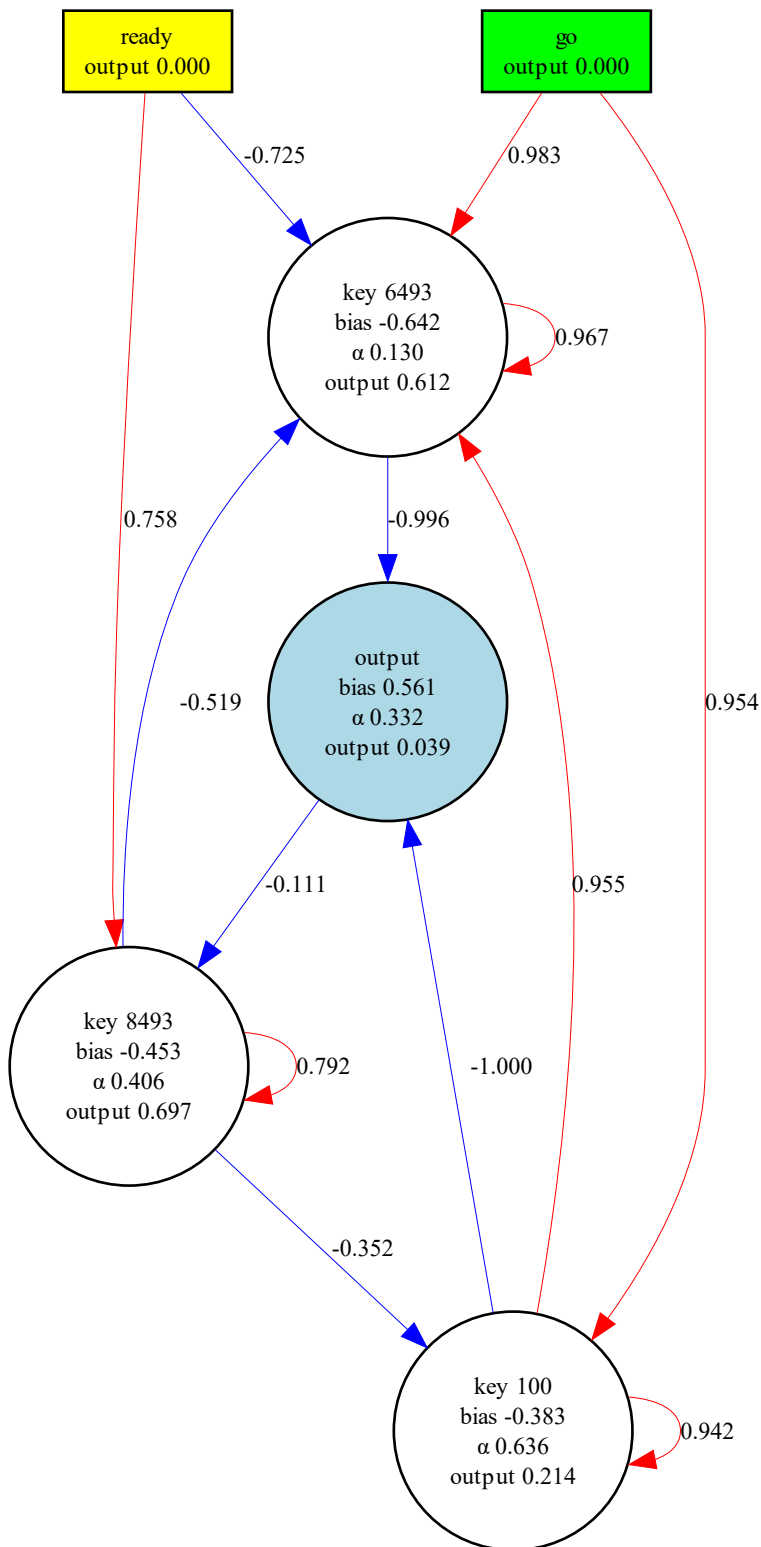 ready
output 0.000
go
output 0.000
-0.725
0.983
key 6493
bias -0.642
α 0.130
output 0.612
0.967
0.758
-0.996
output
bias 0.561
α 0.332
output 0.039
-0.519
0.954
-0.111
0.955
key 8493
bias -0.453
α 0.406
output 0.697
0.792
-1.000
-0.352
key 100
bias -0.383
α 0.636
output 0.214
0.942